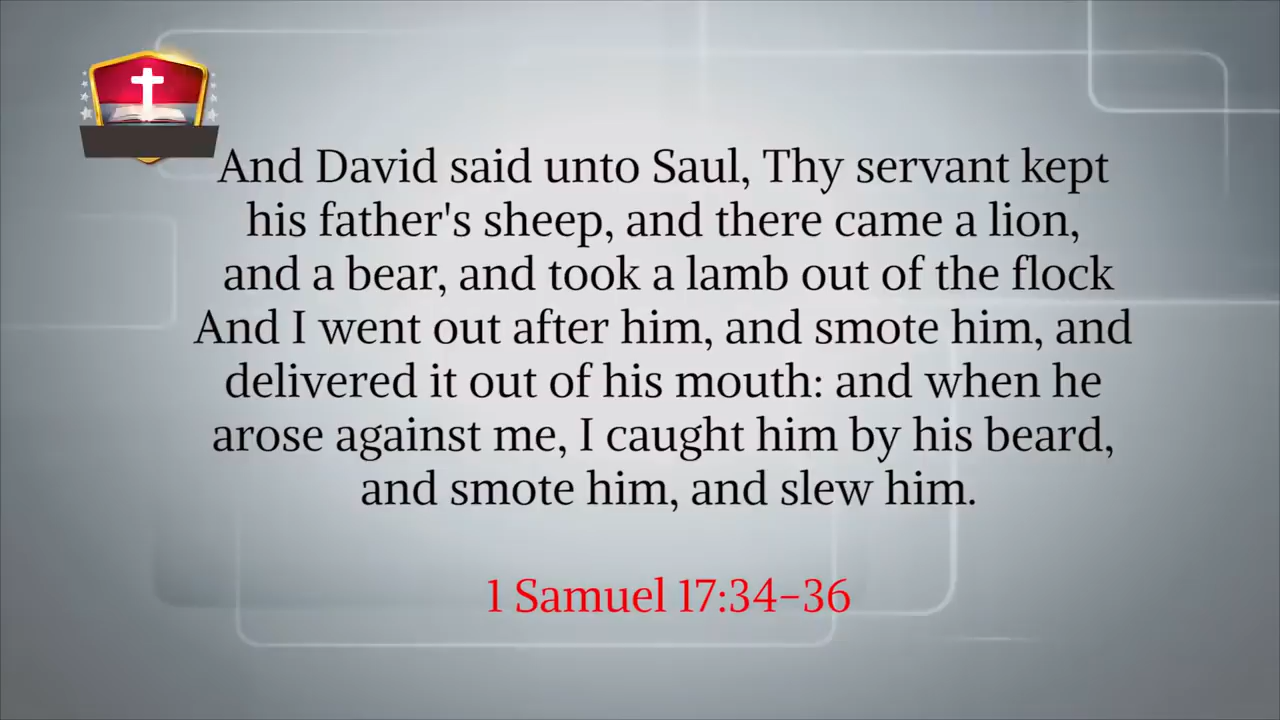 And David said unto Saul, Thy servant kept
his father's sheep, and there came a lion,
and a bear, and took a lamb out of the flock
And I went out after him, and smote him, and
delivered it out of his mouth: and when he
arose against me, I caught him by his beard,
and smote him, and slew him.
1 Samuel 17:34-36